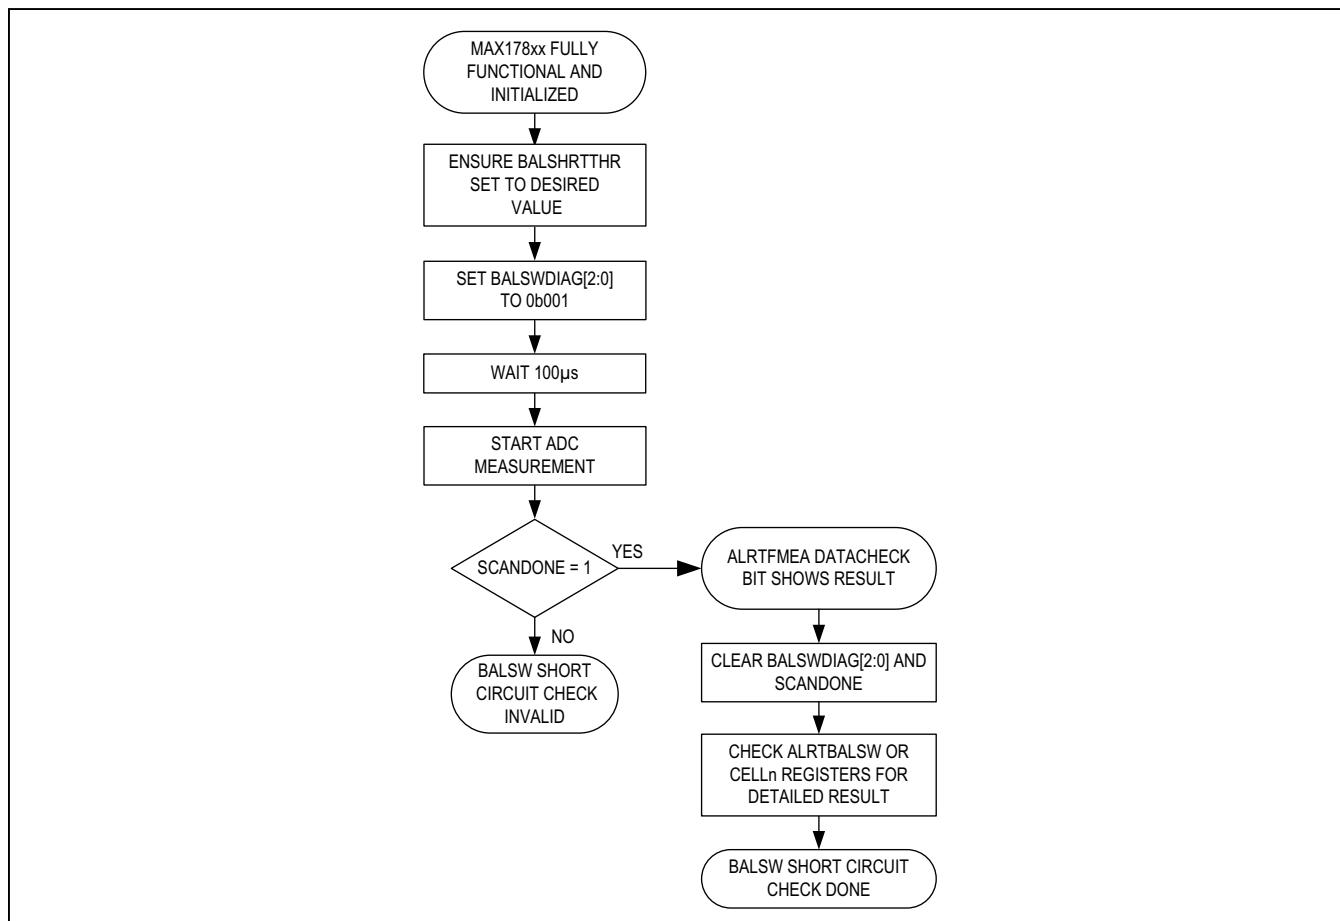 MAX178xx FULLY
FUNCTIONAL AND
INITIALIZED
ENSURE BALSHRTTHR
SET TO DESIRED
VALUE
SET BALSWDIAG[2:0]
TO 0b001
WAIT 100µs
START ADC
MEASUREMENT
SCANDONE = 1
YES
NO
BALSW SHORT
CIRCUIT CHECK
INVALID
ALRTFMEA DATACHECK
BIT SHOWS RESULT
CLEAR BALSWDIAG[2:0] AND
SCANDONE
CHECK ALRTBALSW OR
CELLn REGISTERS FOR
DETAILED RESULT
BALSW SHORT CIRCUIT
CHECK DONE